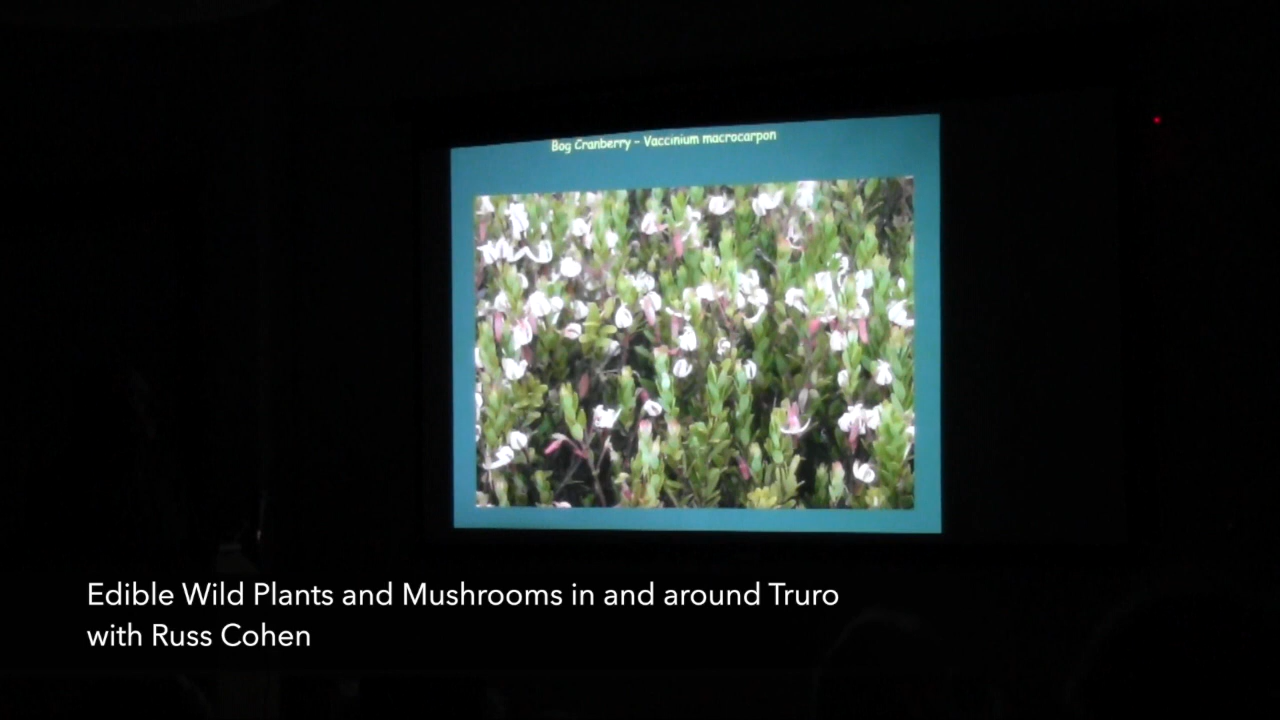 Bog Cranberry - Vaccinium macrocarpon
Edible Wild Plants and Mushrooms in and around Truro
with Russ Cohen